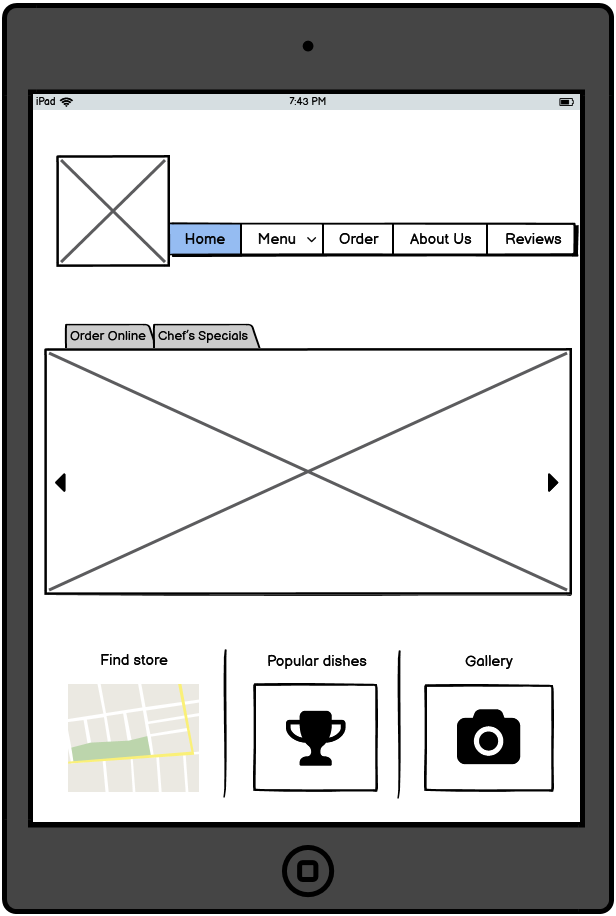 iPad 7:43 PM
Home Menu Order About Us Reviews
Order Online Chef's Specials
Find store Popular dishes Gallery